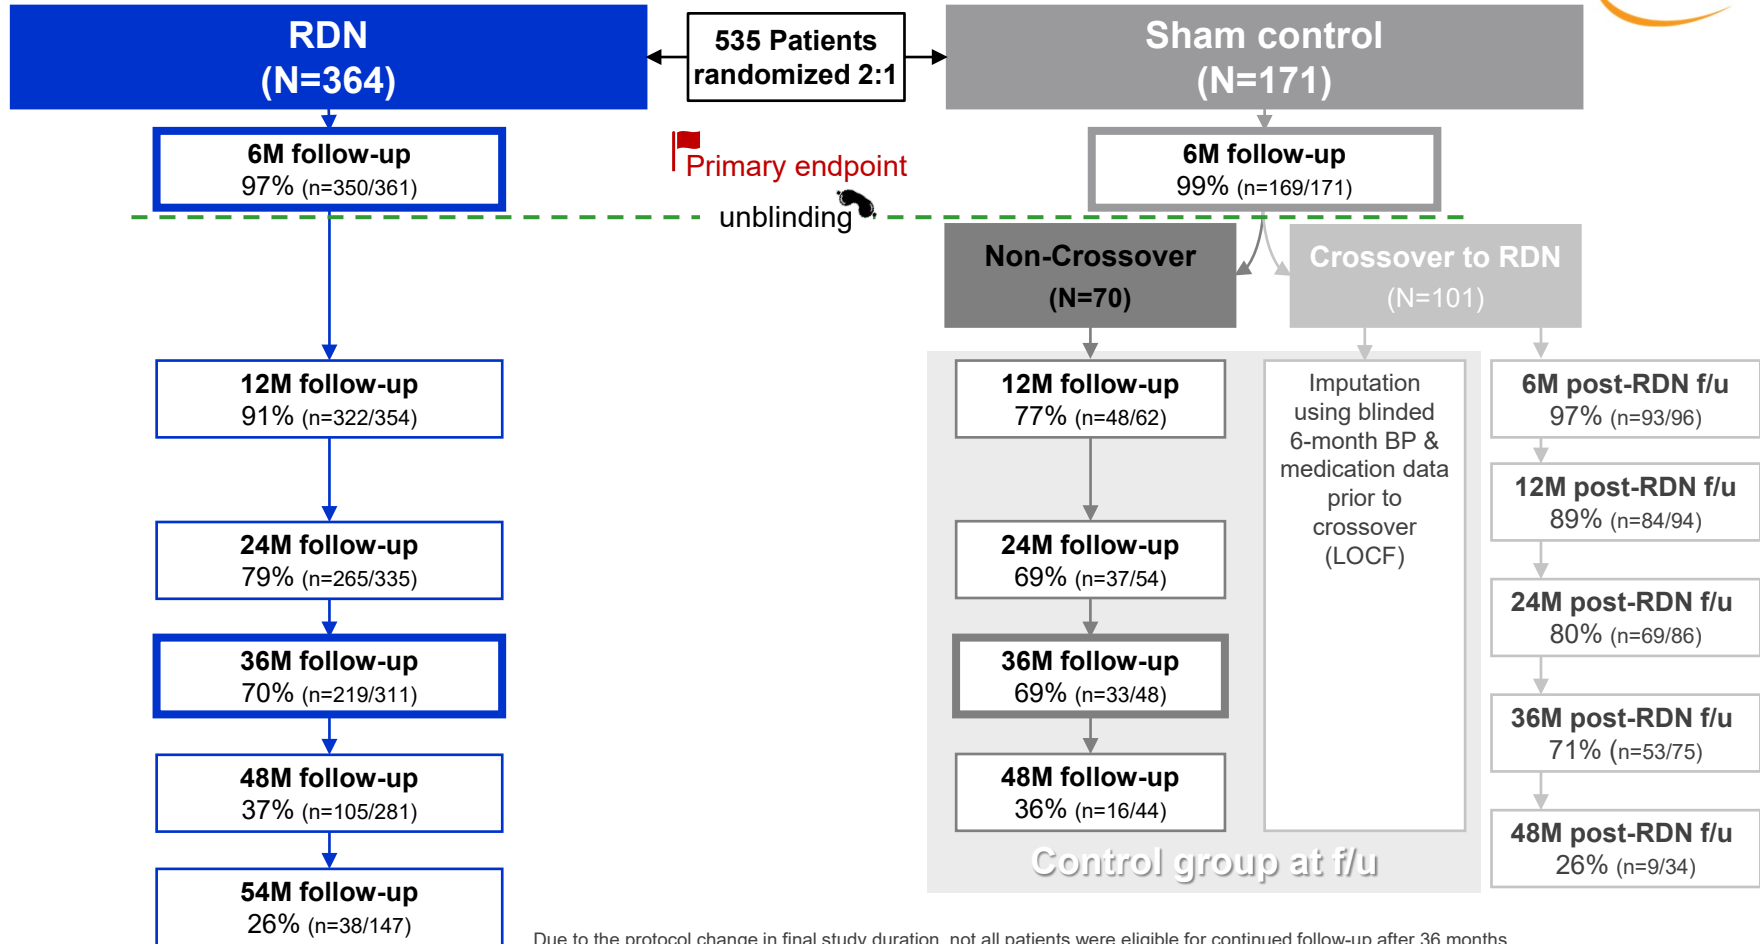 RDN
(N=364)
535 Patients
randomized 2:1
Sham control
(N=171)
6M follow-up
97% (n=350/361)
Primary endpoint
6M follow-up
99% (n=169/171)
unblinding
Non-Crossover
(N=70)
Crossover to RDN
(N=101)
12M follow-up
91% (n=322/354)
24M follow-up
79% (n=265/335)
36M follow-up
70% (n=219/311)
48M follow-up
37% (n=105/281)
54M follow-up
26% (n=38/147)
12M follow-up
77% (n=48/62)
24M follow-up
69% (n=37/54)
36M follow-up
69% (n=33/48)
48M follow-up
36% (n=16/44)
Imputation
using blinded
6-month BP &
medication data
prior to
crossover
(LOCF)
Control group at f/u
6M post-RDN f/u
97% (n=93/96)
12M post-RDN f/u
89% (n=84/94)
24M post-RDN f/u
80% (n=69/86)
36M post-RDN f/u
71% (n=53/75)
48M post-RDN f/u
26% (n=9/34)
Due to the protocol change in final study duration, not all patients were eligible for continued follow-up after 36 months